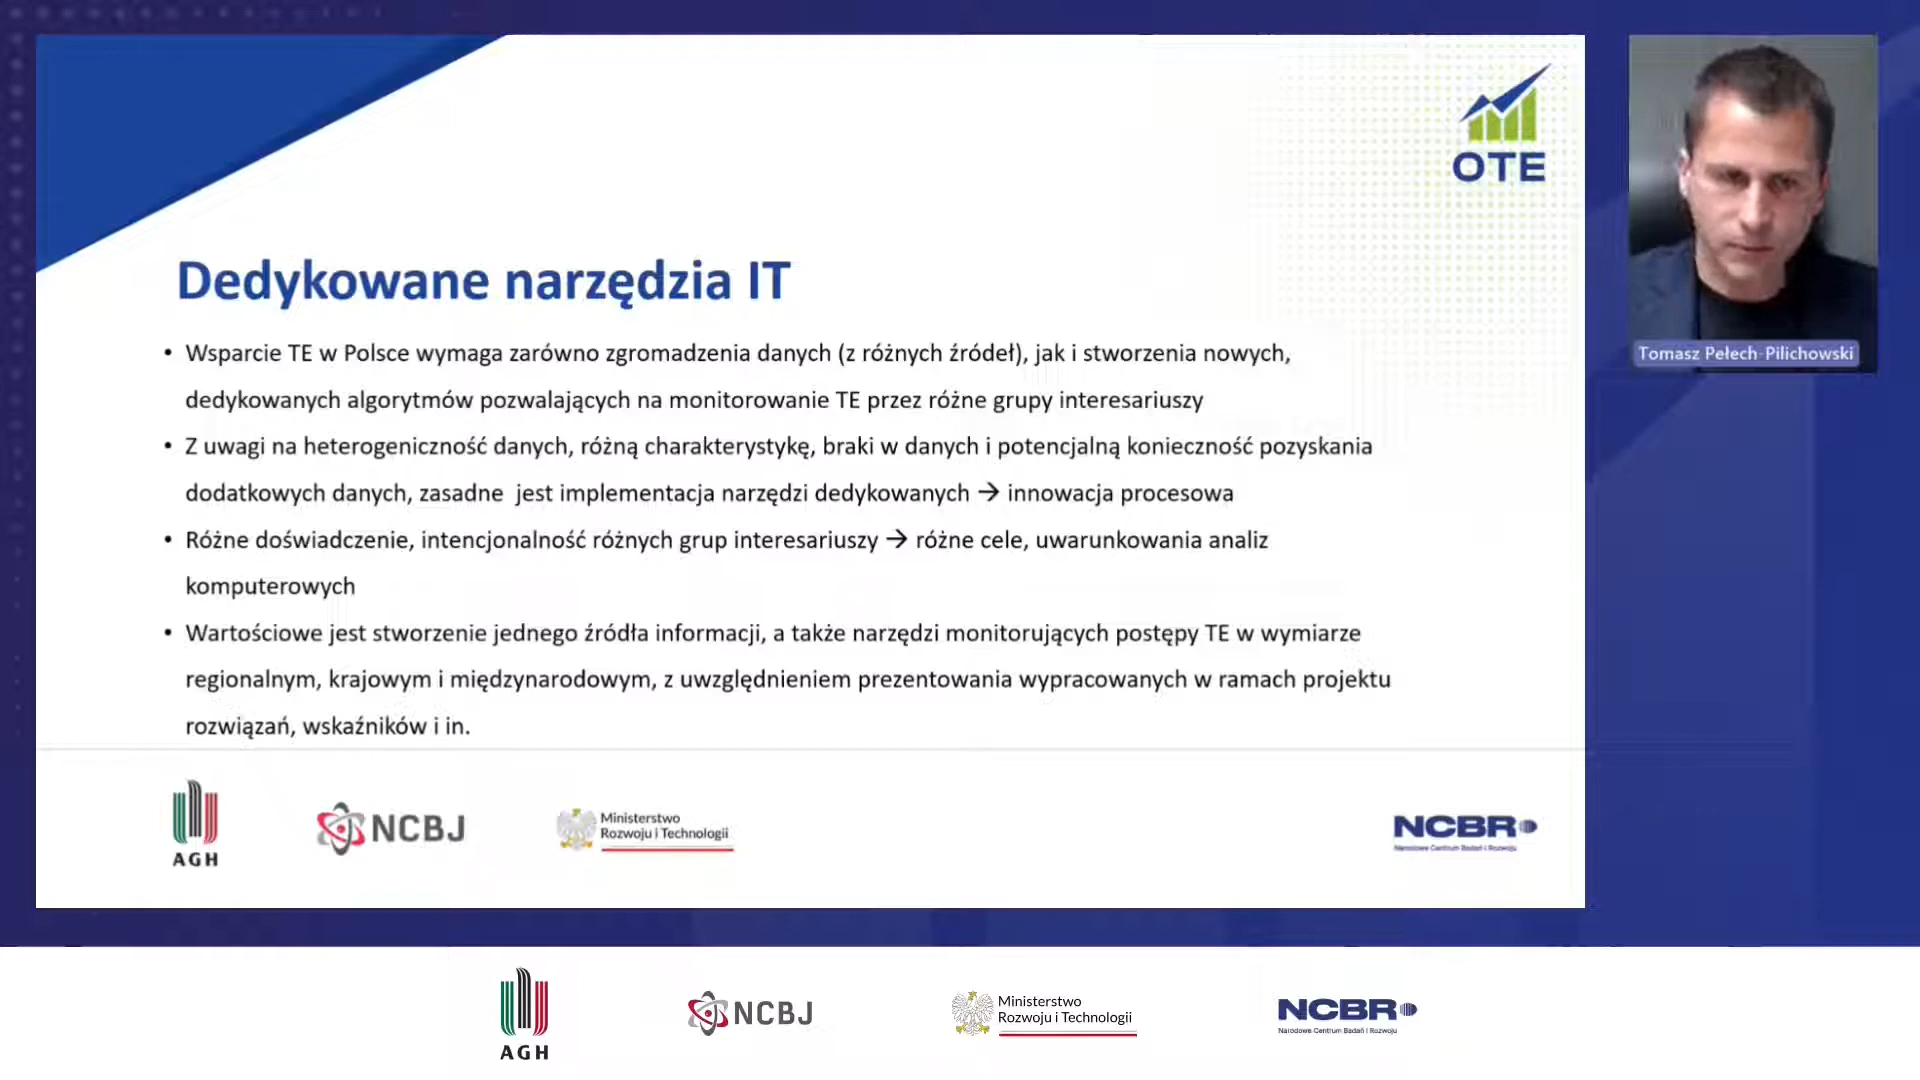 OTE
Dedykowane narzędzia IT
• Wsparcie TE w Polsce wymaga zarówno zgromadzenia danych (z różnych źródeł), jak i stworzenia nowych,
dedykowanych algorytmów pozwalających na monitorowanie TE przez różne grupy interesariuszy
• Z uwagi na heterogeniczność danych, różną charakterystykę, braki w danych i potencjalną konieczność pozyskania
dodatkowych danych, zasadne jest implementacja narzędzi dedykowanych → innowacja procesowa
• Różne doświadczenie, intencjonalność różnych grup interesariuszy → różne cele, uwarunkowania analiz
komputerowych
• Wartościowe jest stworzenie jednego źródła informacji, a także narzędzi monitorujących postępy TE w wymiarze
regionalnym, krajowym i międzynarodowym, z uwzględnieniem prezentowania wypracowanych w ramach projektu
rozwiązań, wskaźników i in.
Tomasz Pełech-Pilichowski
AGH
NCBJ
Ministerstwo
Rozwoju i Technologii
NCBR
Narodowe Centrum Badań i Rozwoju
AGH
NCBJ
Ministerstwo
Rozwoju i Technologii
NCBR
Narodowe Centrum Badań i Rozwoju